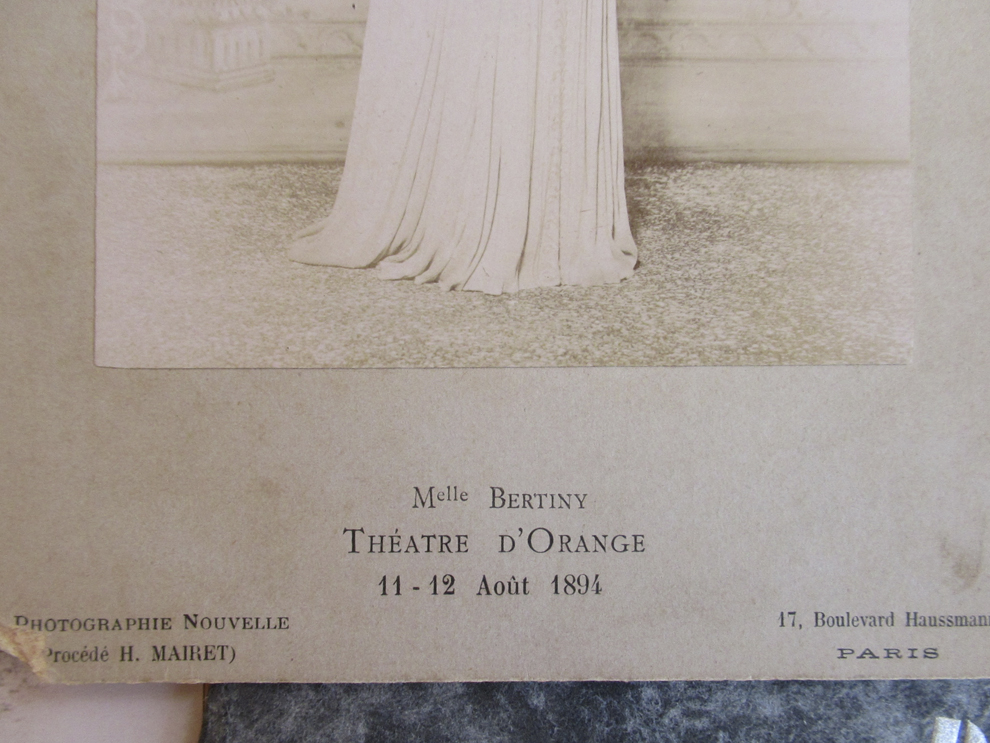 Melle BERTINY
THÉATRE D'ORANGE
11-12 Août 1894
PHOTOGRAPHIE NOUVELLE
17, Boulevard Haussmann
Procédé H. MAIRET)
PARIS